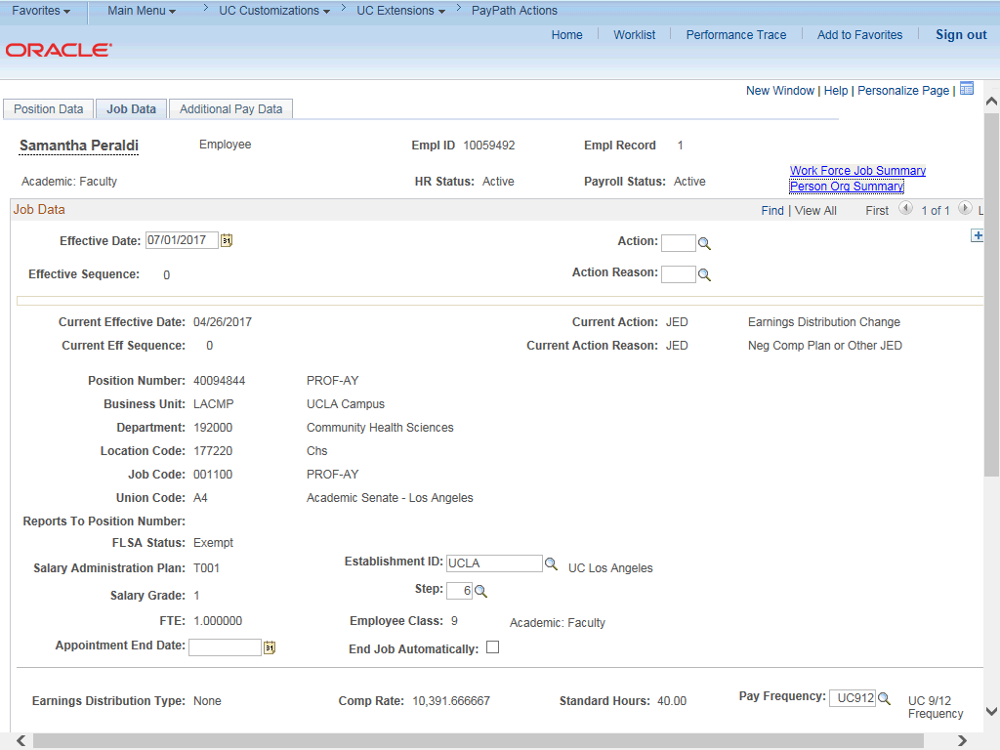 Favorites Main Menu > UC Customizations > UC Extensions > PayPath Actions
Home Worklist Performance Trace Add to Favorites Sign out
ORACLE
New Window | Help | Personalize Page |
Position Data Job Data Additional Pay Data
Samantha Peraldi Employee Empl ID 10059492 Empl Record 1
Work Force Job Summary
Academic: Faculty HR Status: Active Payroll Status: Active
Person Org Summary
Job Data Find | View All First 1 of 1 L
Effective Date: 07/01/2017 31 Action:
Effective Sequence: 0 Action Reason:
Current Effective Date: 04/26/2017 Current Action: JED Earnings Distribution Change
Current Eff Sequence: 0 Current Action Reason: JED Neg Comp Plan or Other JED
Position Number: 40094844 PROF-AY
Business Unit: LACMP UCLA Campus
Department: 192000 Community Health Sciences
Location Code: 177220 Chs
Job Code: 001100 PROF-AY
Union Code: A4 Academic Senate - Los Angeles
Reports To Position Number:
FLSA Status: Exempt
Salary Administration Plan: T001 Establishment ID: UCLA UC Los Angeles
Salary Grade: 1 Step: 6
FTE: 1.000000 Employee Class: 9 Academic: Faculty
Appointment End Date: 31 End Job Automatically:
Earnings Distribution Type: None Comp Rate: 10,391.666667 Standard Hours: 40.00 Pay Frequency: UC912 UC 9/12
Frequency